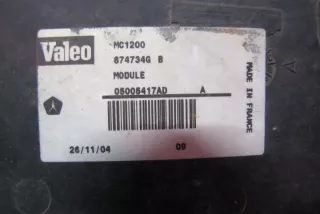 Valeo
MC1200
874734G B
MODULE
05005417AD A
26/11/04 09
MADE IN FRANCE